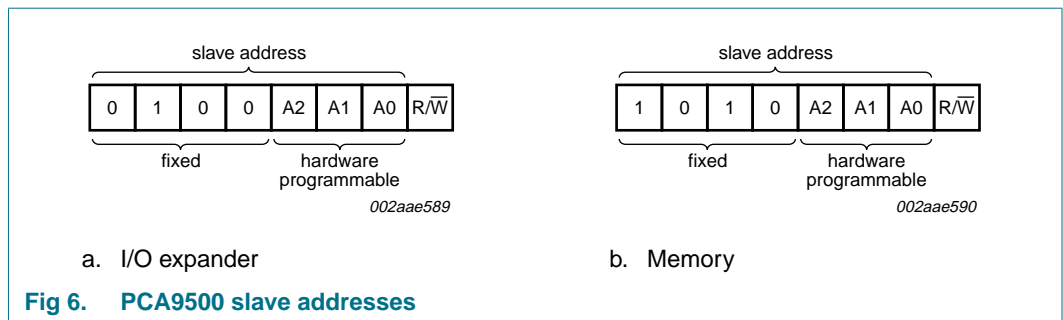 slave address
0 1 0 0 A2 A1 A0 R/W̅
fixed
hardware
programmable
002aae589
a. I/O expander
slave address
1 0 1 0 A2 A1 A0 R/W̅
fixed
hardware
programmable
002aae590
b. Memory
Fig 6. PCA9500 slave addresses